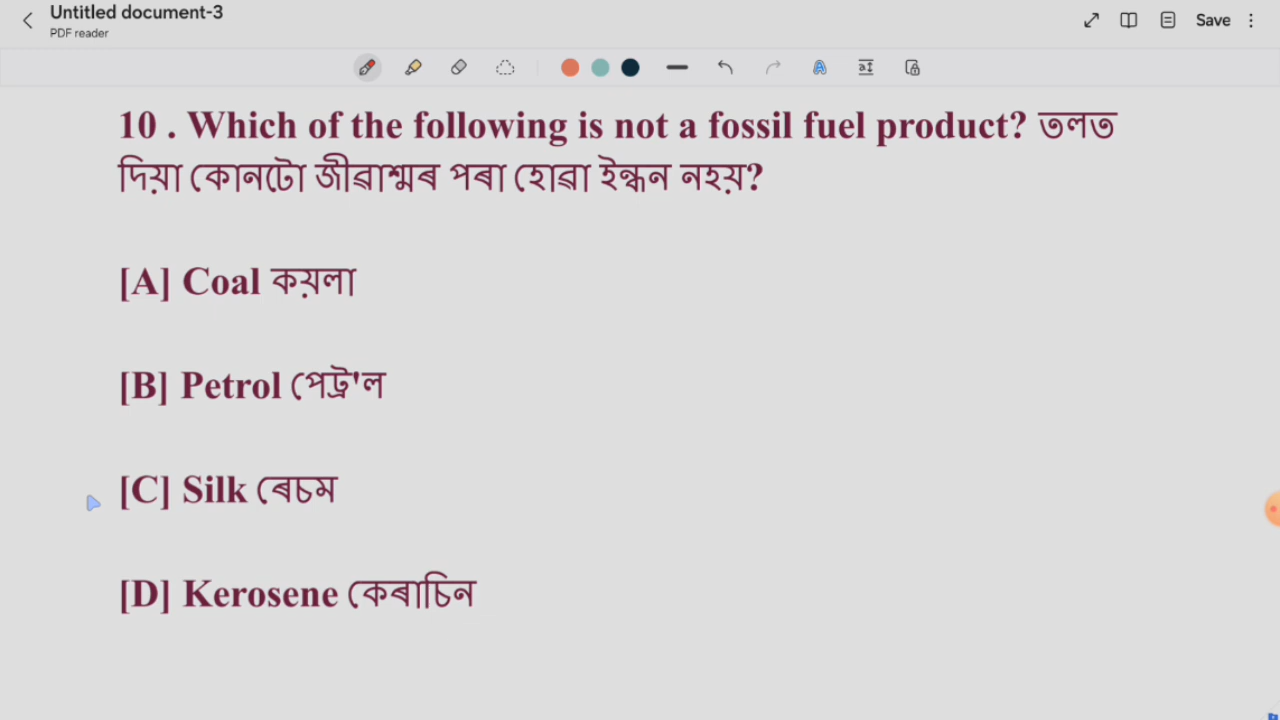 Untitled document-3
PDF reader
Save
10 . Which of the following is not a fossil fuel product? তলত
দিয়া কোনটো জীৱাশ্মৰ পৰা হোৱা ইন্ধন নহয়?
[A] Coal কয়লা
[B] Petrol পেট্ৰ'ল
[C] Silk ৰেচম
[D] Kerosene কেৰাচিন